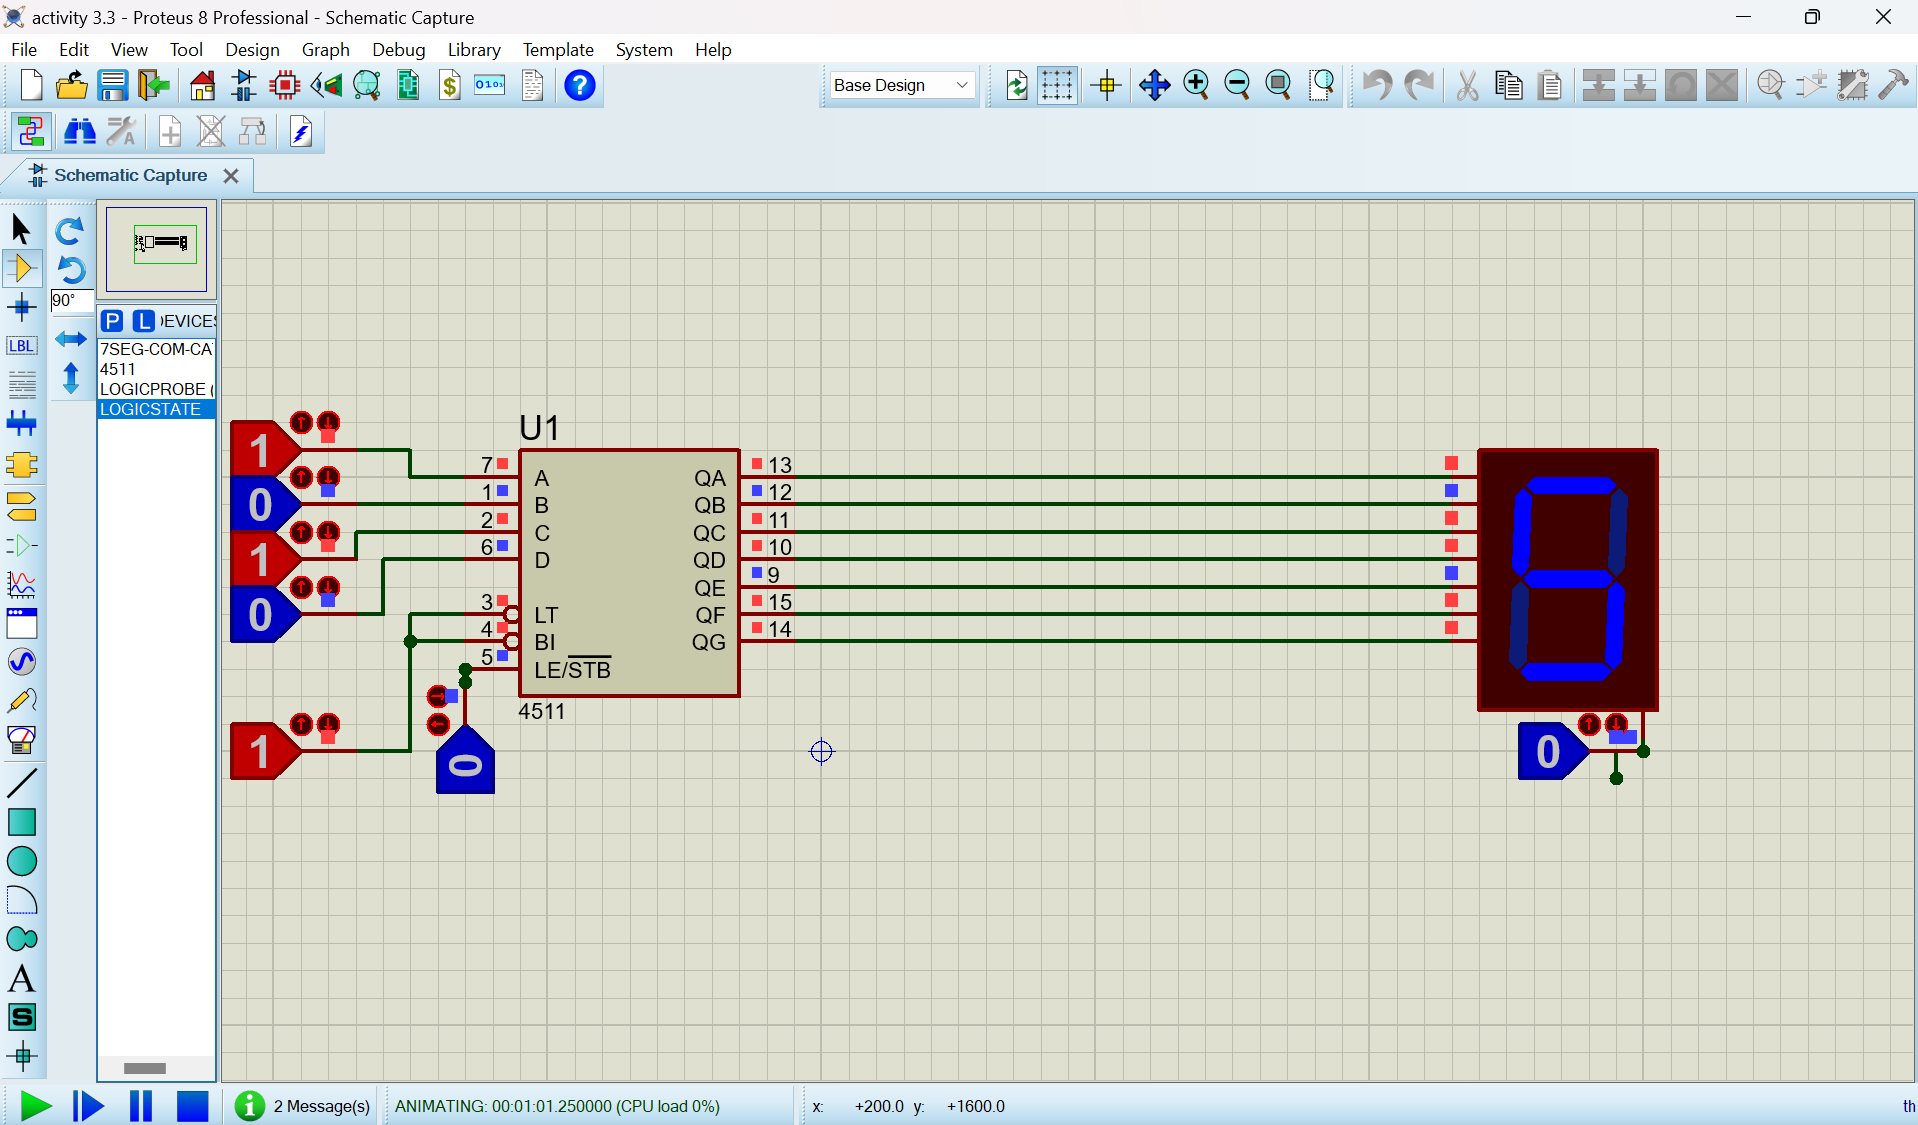 activity 3.3 - Proteus 8 Professional - Schematic Capture
File Edit View Tool Design Graph Debug Library Template System Help
$ 0101 ? Base Design
A
Schematic Capture
90°
P L DEVICES
LBL
7SEG-COM-CA
4511
LOGICPROBE (
LOGICSTATE
U1
1
7 A QA 13
0 1 B QB 12
2 C QC 11
1 6 D QD 10
QE 9
0 3 LT QF 15
4 BI QG 14
5 LE/STB
4511
1 0 0
A
S
2 Message(s) ANIMATING: 00:01:01.250000 (CPU load 0%) x: +200.0 y: +1600.0 th